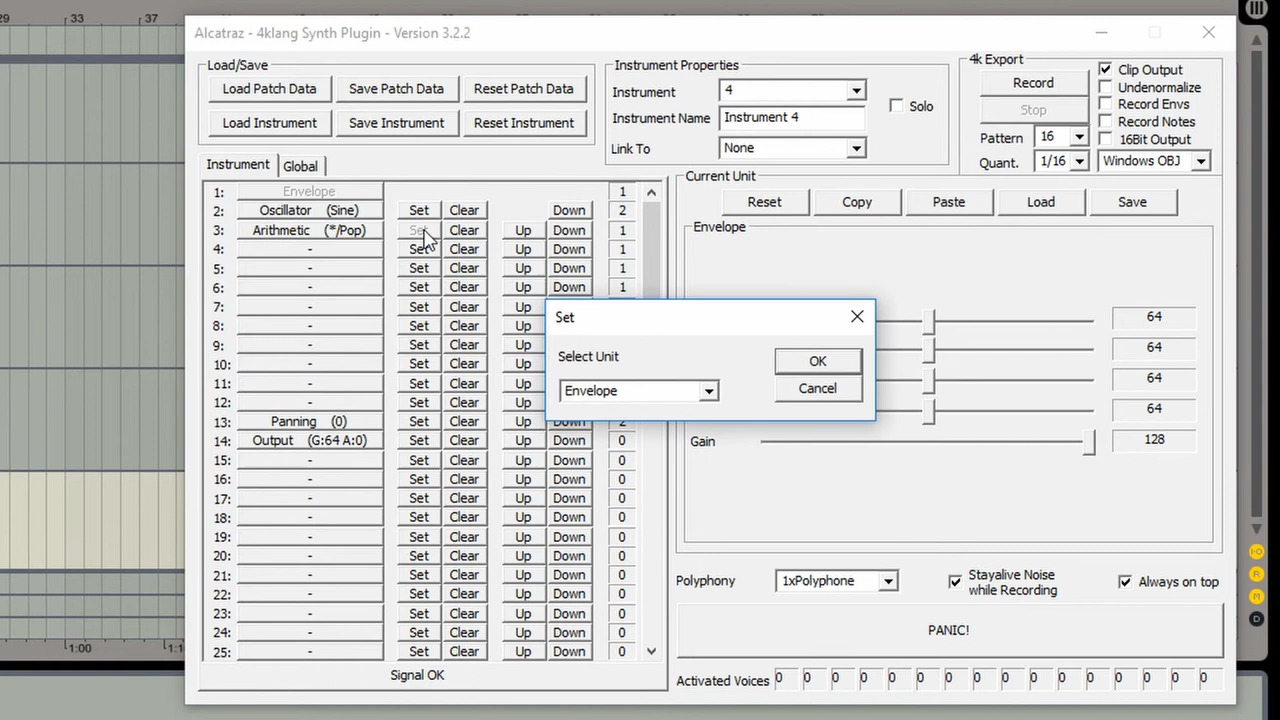 29 33 37
Alcatraz - 4klang Synth Plugin - Version 3.2.2
Load/Save
Load Patch Data Save Patch Data Reset Patch Data
Load Instrument Save Instrument Reset Instrument
Instrument Properties
Instrument 4
Instrument Name Instrument 4
Link To None
Solo
4k Export
Record
Stop
Pattern 16
Quant. 1/16
Clip Output
Undenormalize
Record Envs
Record Notes
16Bit Output
Windows OBJ
Instrument Global
1: Envelope 1
2: Oscillator (Sine) Set Clear Down 2
3: Arithmetic (*/Pop) Set Clear Up Down 1
4: - Set Clear Up Down 1
5: - Set Clear Up Down 1
6: - Set Clear Up Down 1
7: - Set Clear Up
8: - Set Clear Up
9: - Set Clear Up
10: - Set Clear Up
11: - Set Clear Up
12: - Set Clear Up
13: Panning (0) Set Clear Up Down 2
14: Output (G:64 A:0) Set Clear Up Down 0
15: - Set Clear Up Down 0
16: - Set Clear Up Down 0
17: - Set Clear Up Down 0
18: - Set Clear Up Down 0
19: - Set Clear Up Down 0
20: - Set Clear Up Down 0
21: - Set Clear Up Down 0
22: - Set Clear Up Down 0
23: - Set Clear Up Down 0
24: - Set Clear Up Down 0
25: - Set Clear Up Down 0
Signal OK
Current Unit
Reset Copy Paste Load Save
Envelope
64
64
64
64
Gain 128
Set
Select Unit
Envelope
OK
Cancel
Polyphony 1xPolyphone
Stayalive Noise
while Recording
Always on top
PANIC!
Activated Voices 0 0 0 0 0 0 0 0 0 0 0 0 0 0 0 0
1:00
I·O
R
M
D